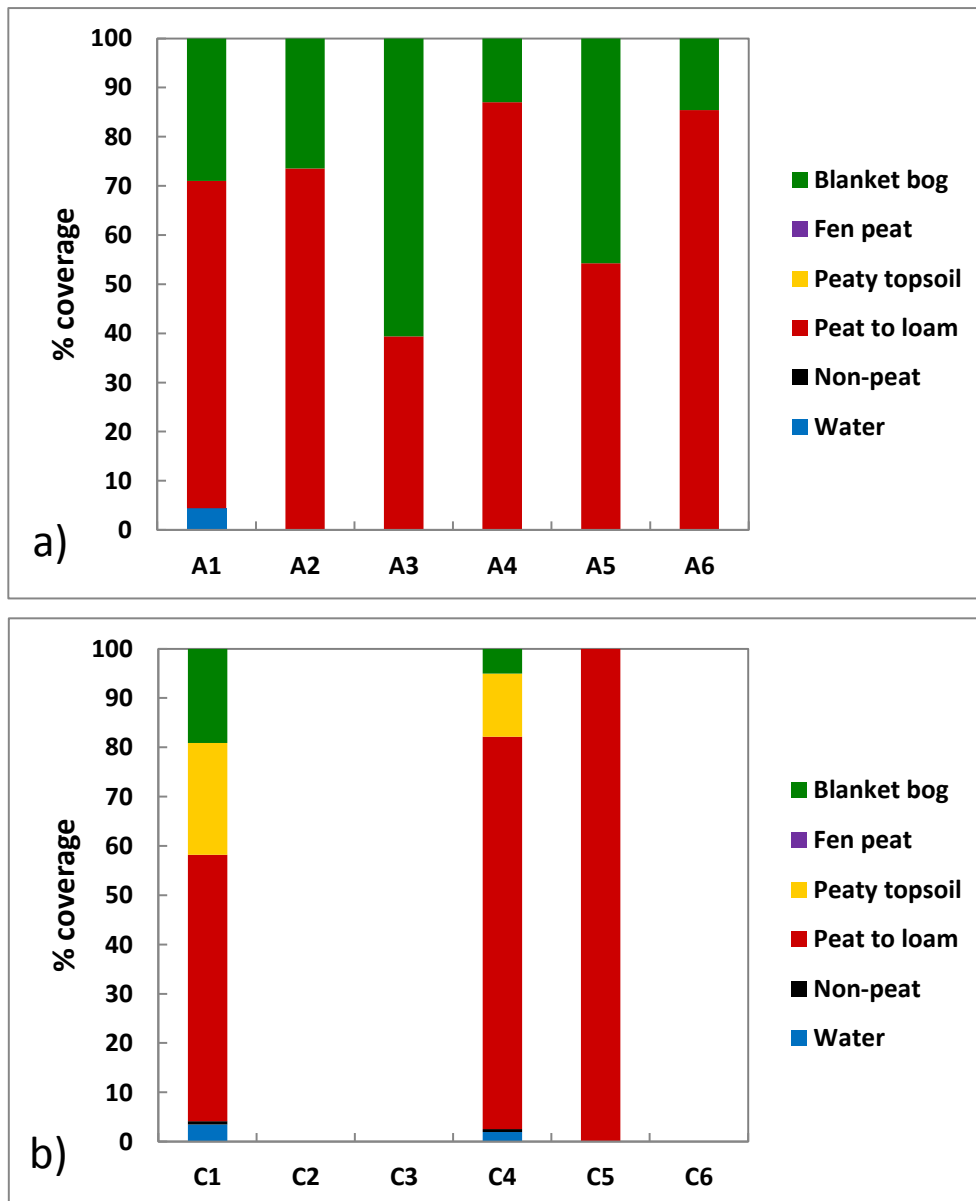 100
90
80
70
60
50
40
30
20
10
0
% coverage
A1 A2 A3 A4 A5 A6
Blanket bog
Fen peat
Peaty topsoil
Peat to loam
Non-peat
Water
a)
100
90
80
70
60
50
40
30
20
10
0
% coverage
C1 C2 C3 C4 C5 C6
Blanket bog
Fen peat
Peaty topsoil
Peat to loam
Non-peat
Water
b)